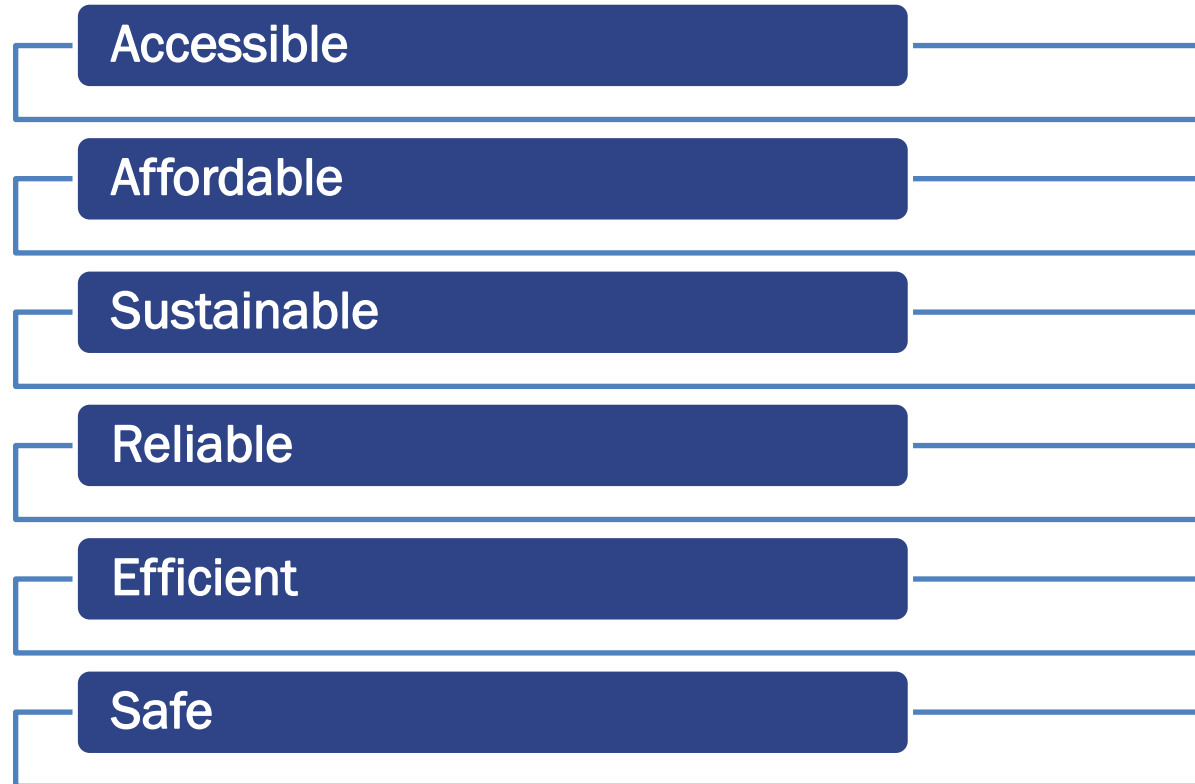 Accessible
Affordable
Sustainable
Reliable
Efficient
Safe